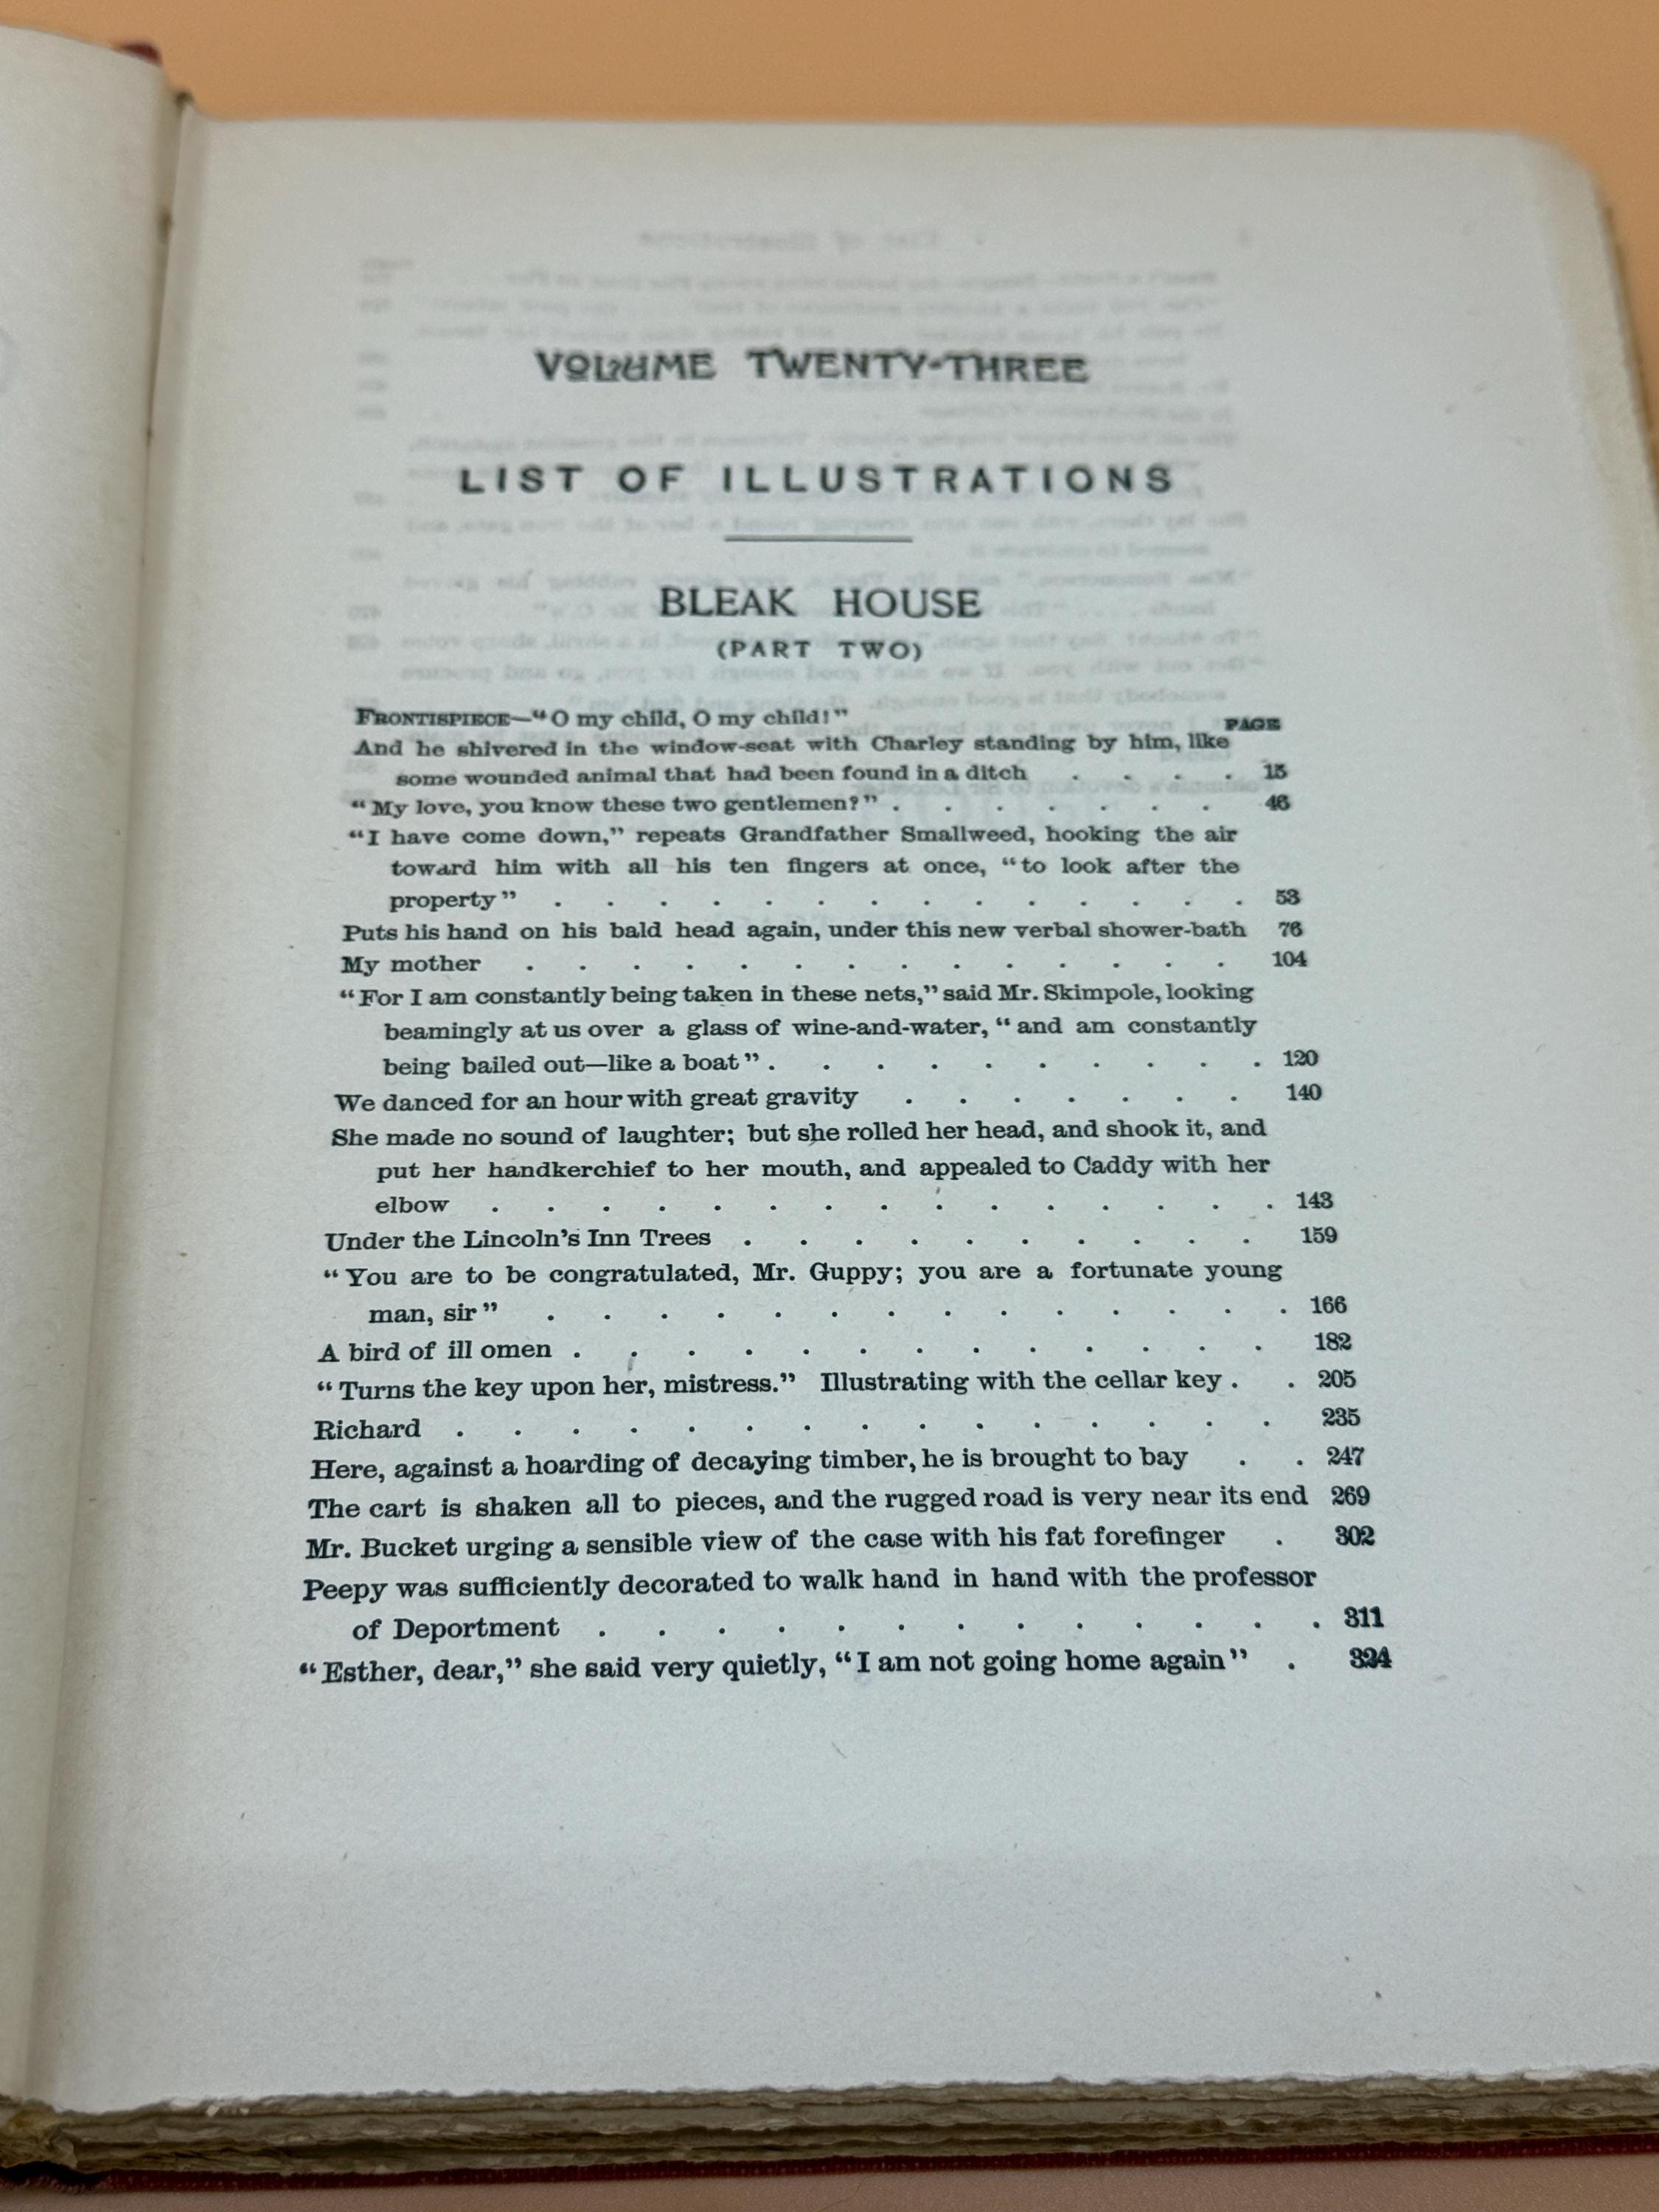 VOLUME TWENTY-THREE
LIST OF ILLUSTRATIONS
BLEAK HOUSE
(PART TWO)
FRONTISPIECE—“O my child, O my child!”
PAGE
And he shivered in the window-seat with Charley standing by him, like
some wounded animal that had been found in a ditch . . . . 15
“My love, you know these two gentlemen?” . . . . . . . 46
“I have come down,” repeats Grandfather Smallweed, hooking the air
toward him with all his ten fingers at once, “to look after the
property” . . . . . . . . . . . . . . 53
Puts his hand on his bald head again, under this new verbal shower-bath 76
My mother . . . . . . . . . . . . . . 104
“For I am constantly being taken in these nets,” said Mr. Skimpole, looking
beamingly at us over a glass of wine-and-water, “and am constantly
being bailed out—like a boat” . . . . . . . . . . 120
We danced for an hour with great gravity . . . . . . . 140
She made no sound of laughter; but she rolled her head, and shook it, and
put her handkerchief to her mouth, and appealed to Caddy with her
elbow . . . . . . . . . . . . . . . 143
Under the Lincoln’s Inn Trees . . . . . . . . . . 159
“You are to be congratulated, Mr. Guppy; you are a fortunate young
man, sir” . . . . . . . . . . . . . . 166
A bird of ill omen . . . . . . . . . . . . . 182
“Turns the key upon her, mistress.” Illustrating with the cellar key . . 205
Richard . . . . . . . . . . . . . . . 235
Here, against a hoarding of decaying timber, he is brought to bay . . 247
The cart is shaken all to pieces, and the rugged road is very near its end 269
Mr. Bucket urging a sensible view of the case with his fat forefinger . 302
Peepy was sufficiently decorated to walk hand in hand with the professor
of Deportment . . . . . . . . . . . . . 311
“Esther, dear,” she said very quietly, “I am not going home again” . 324